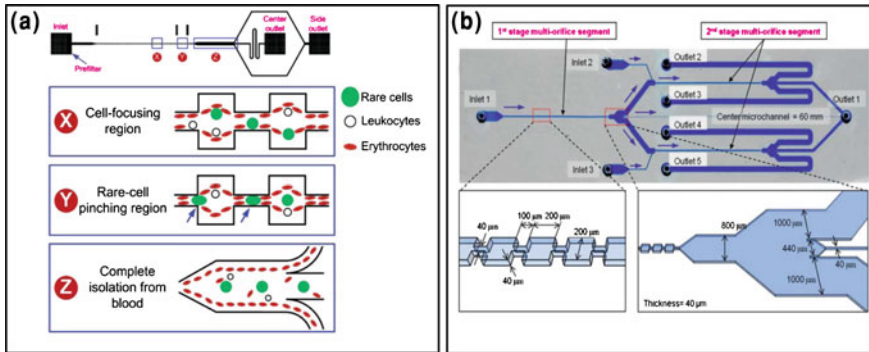 (a)
Inlet
Center
outlet
Side
outlet
Prefilter
X
Y
Z
X
Cell-focusing
region
Y
Rare-cell
pinching region
Z
Complete
isolation from
blood
Rare cells
Leukocytes
Erythrocytes
(b)
1st stage multi-orifice segment
2nd stage multi-orifice segment
Inlet 2
Outlet 2
Inlet 1
Outlet 3
Outlet 1
Outlet 4
Center microchannel = 60 mm
Inlet 3
Outlet 5
100 μm
200 μm
40 μm
200 μm
40 μm
800 μm
1000 μm
440 μm
40 μm
1000 μm
Thickness= 40 μm